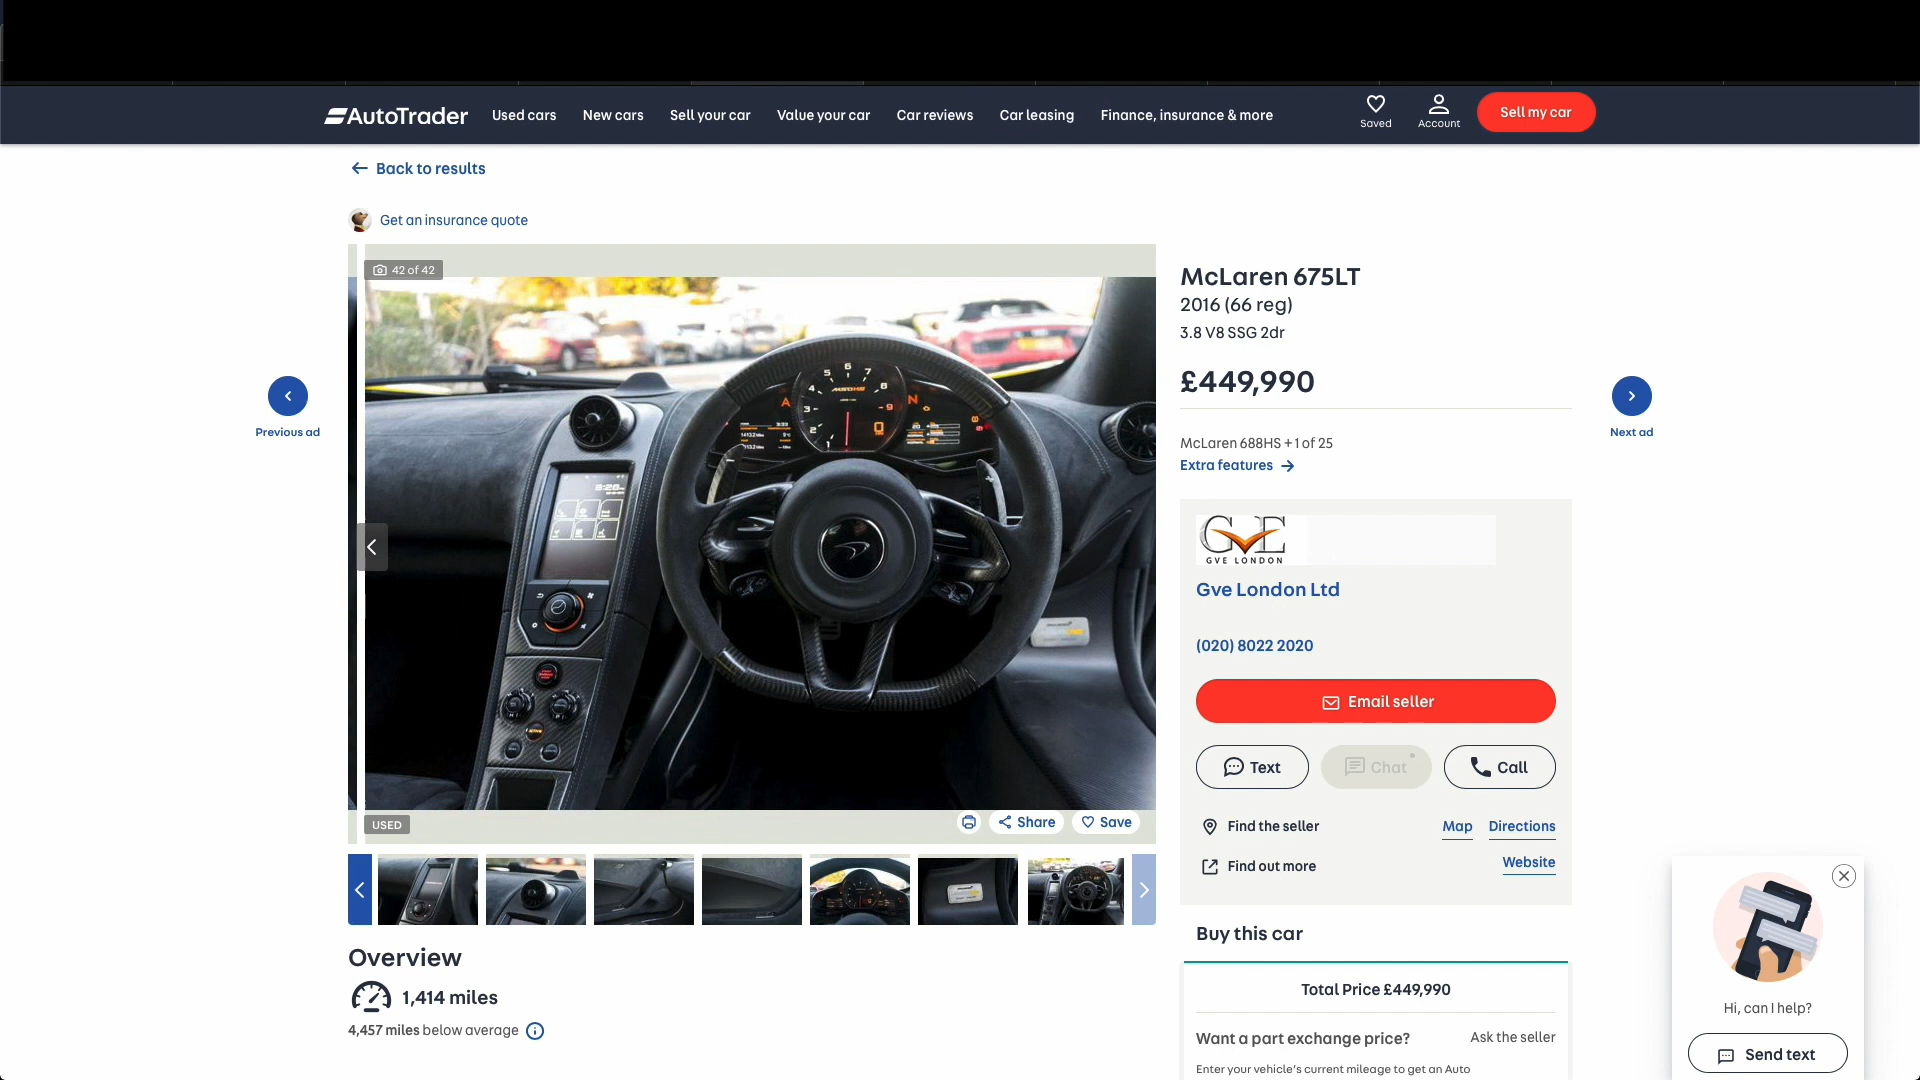 AutoTrader
Used cars
New cars
Sell your car
Value your car
Car reviews
Car leasing
Finance, insurance & more
Saved
Account
Sell my car
Back to results
Get an insurance quote
42 of 42
USED
Share
Save
Previous ad
Next ad
McLaren 675LT
2016 (66 reg)
3.8 V8 SSG 2dr
£449,990
McLaren 688HS + 1 of 25
Extra features
GVE
GVE LONDON
Gve London Ltd
(020) 8022 2020
Email seller
Text
Chat
Call
Find the seller
Map
Directions
Find out more
Website
Overview
1,414 miles
4,457 miles below average
Buy this car
Total Price £449,990
Want a part exchange price?
Ask the seller
Enter your vehicle's current mileage to get an Auto
Hi, can I help?
Send text